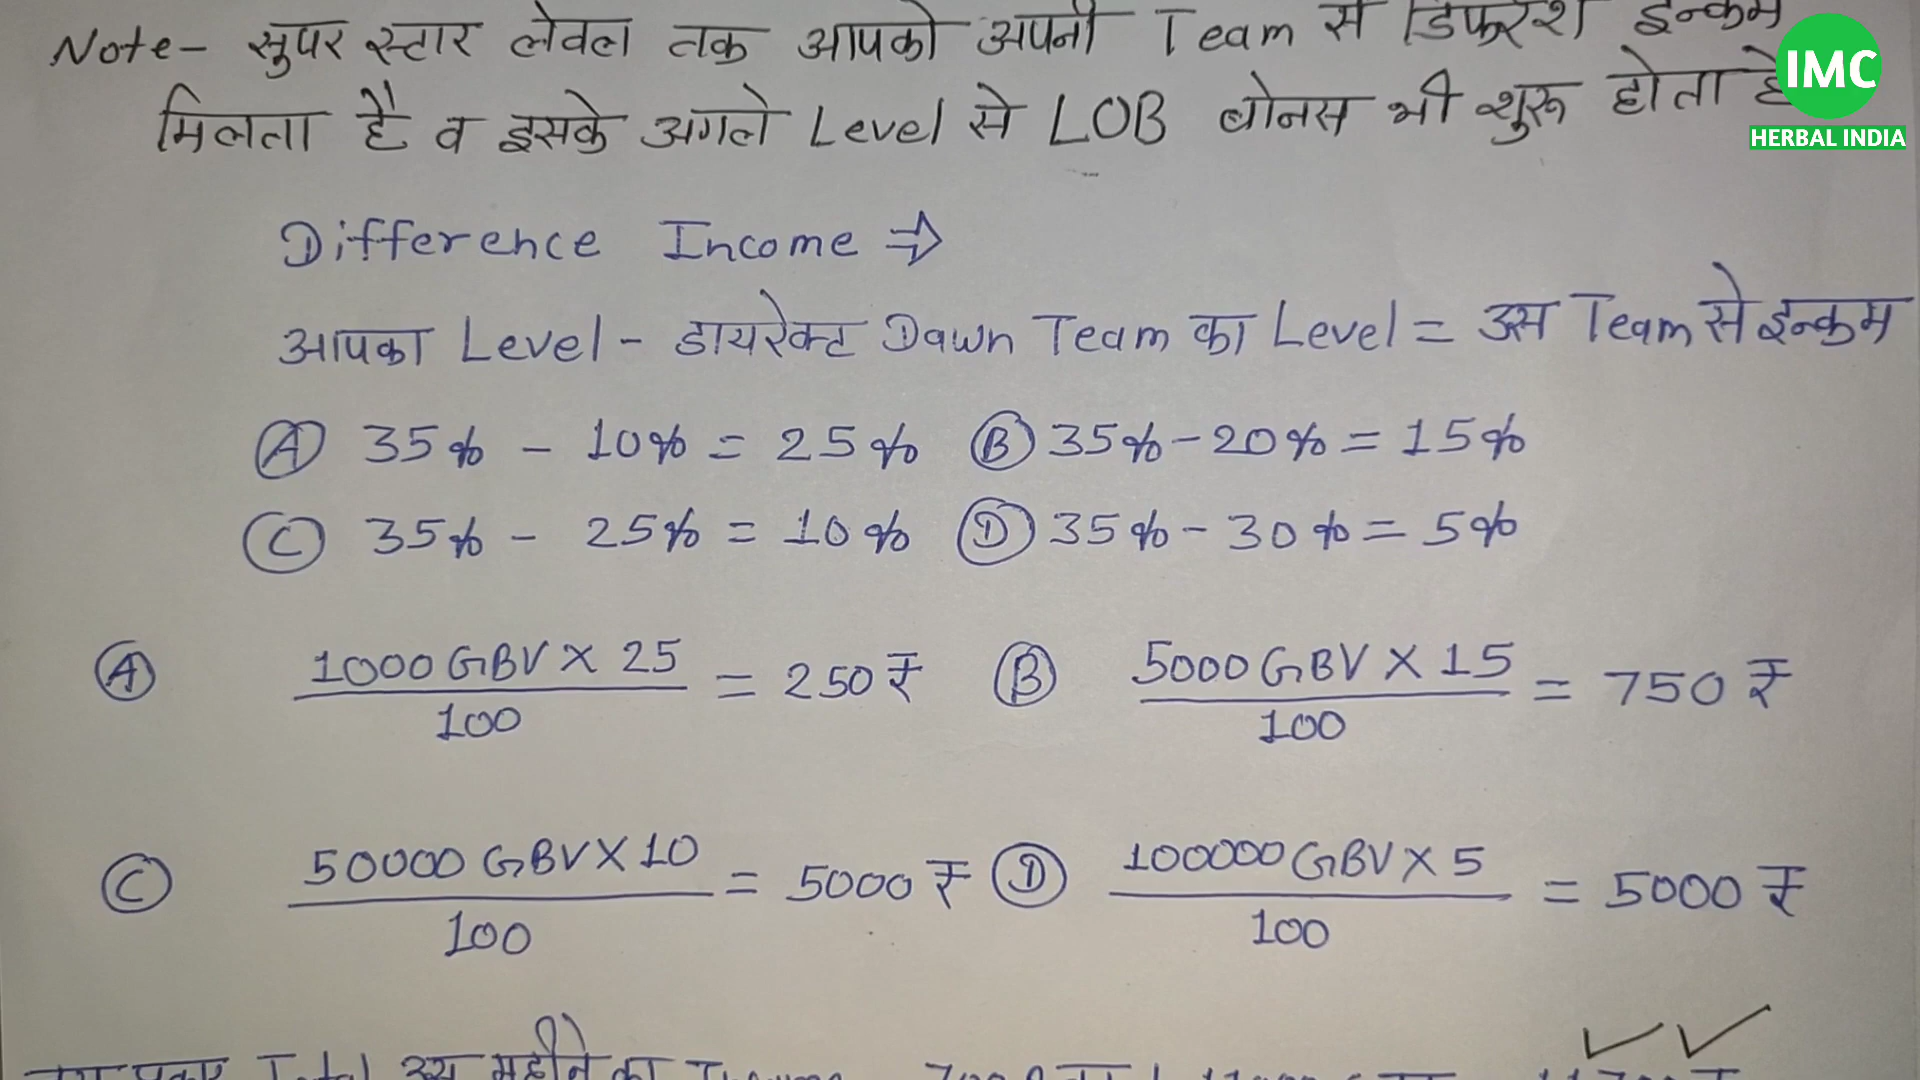 Note- सुपर स्टार लेवल तक आपको अपनी Team से डिफरेंश इन्कम
मिलता है व इसके अगले Level से LOB बोनस भी शुरू होता है
IMC
HERBAL INDIA
Difference Income ⇒
आपका Level - डायरेक्ट Dawn Team का Level = उस Team से इन्कम
Ⓐ 35% - 10% = 25% Ⓑ 35% - 20% = 15%
Ⓒ 35% - 25% = 10% Ⓓ 35% - 30% = 5%
Ⓐ 1000 GBV X 25 / 100 = 250 ₹ Ⓑ 5000 GBV X 15 / 100 = 750 ₹
Ⓒ 50000 GBV X 10 / 100 = 5000 ₹ Ⓓ 100000 GBV X 5 / 100 = 5000 ₹
Total उस महीने का